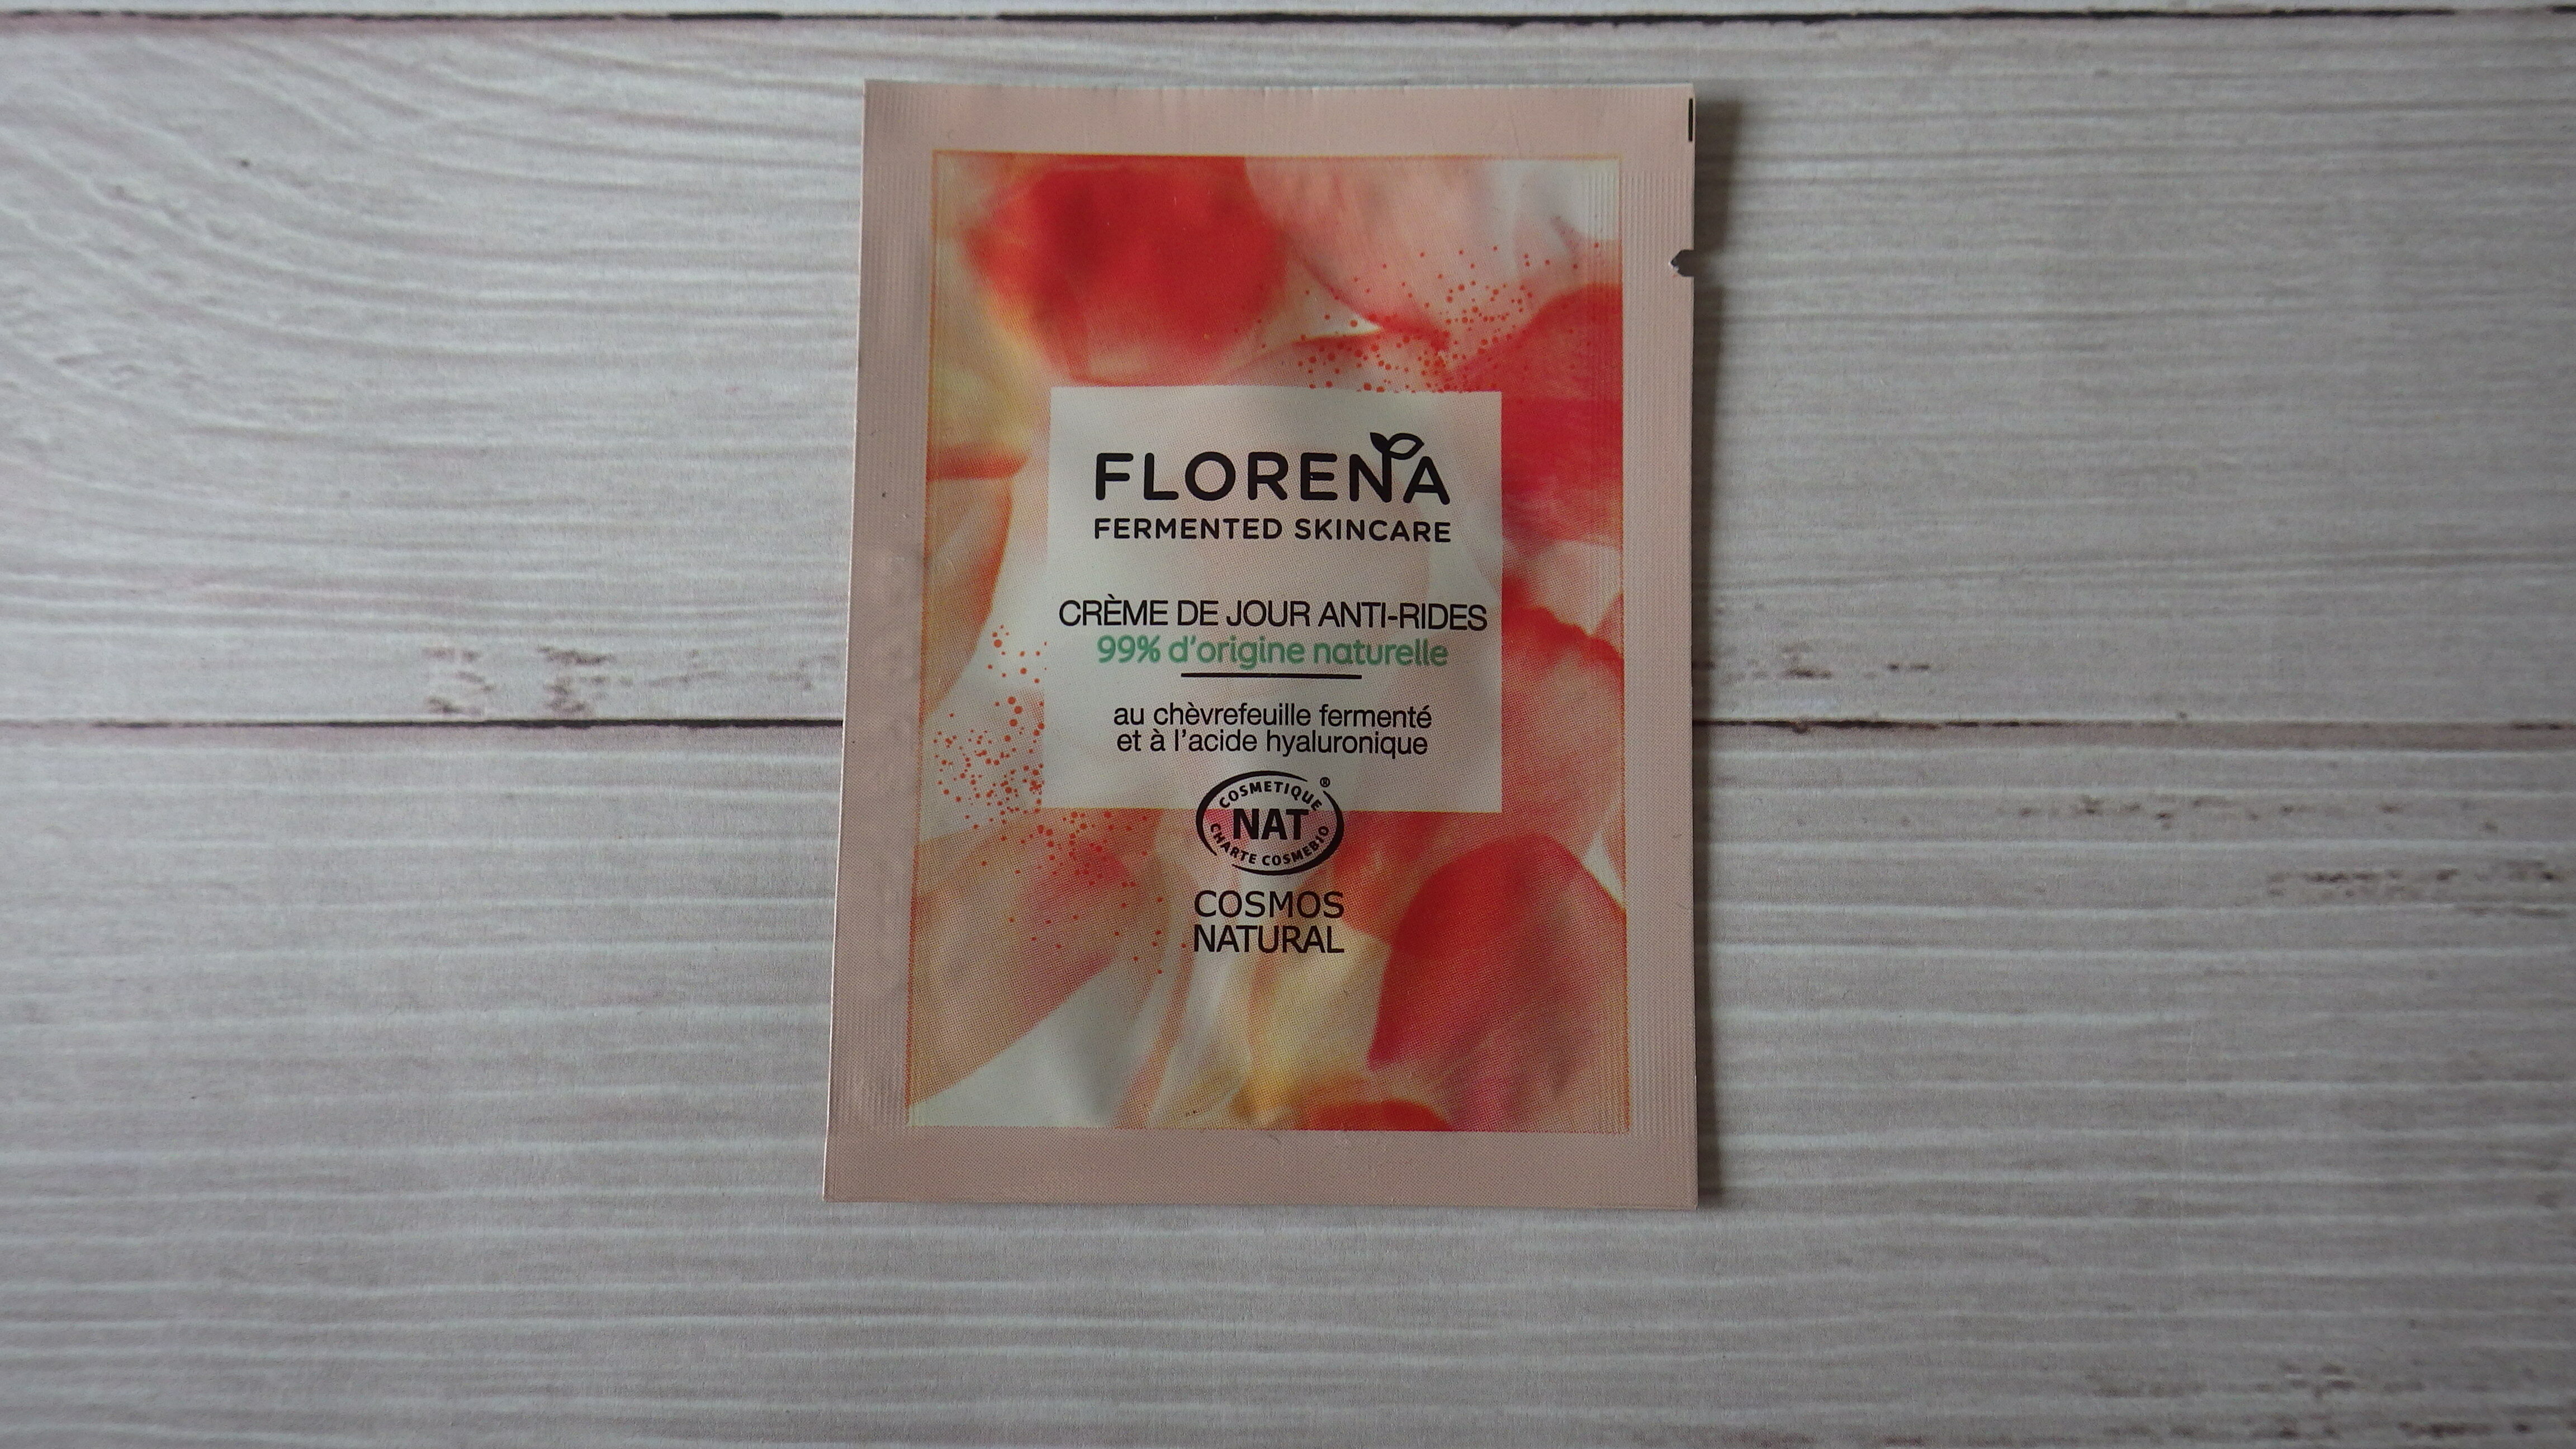 FLORENA
FERMENTED SKINCARE
CRÈME DE JOUR ANTI-RIDES
99% d'origine naturelle
au chèvrefeuille fermenté
et à l'acide hyaluronique
COSMETIQUE ®
NAT
CHARTE COSMEBIO
COSMOS
NATURAL